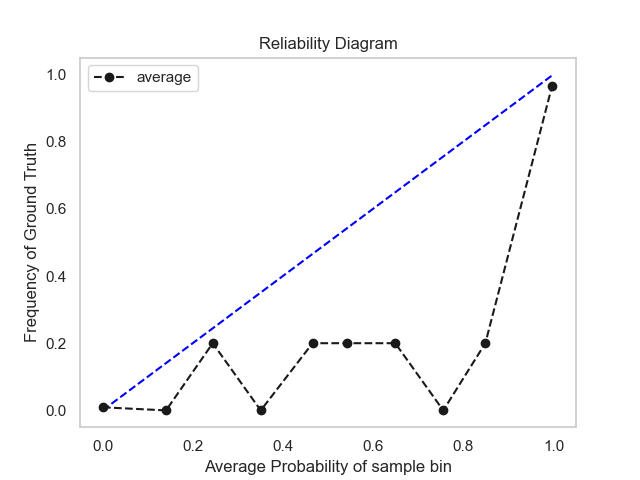 Reliability Diagram
average
1.0
0.8
0.6
0.4
0.2
0.0
Frequency of Ground Truth
0.0 0.2 0.4 0.6 0.8 1.0
Average Probability of sample bin